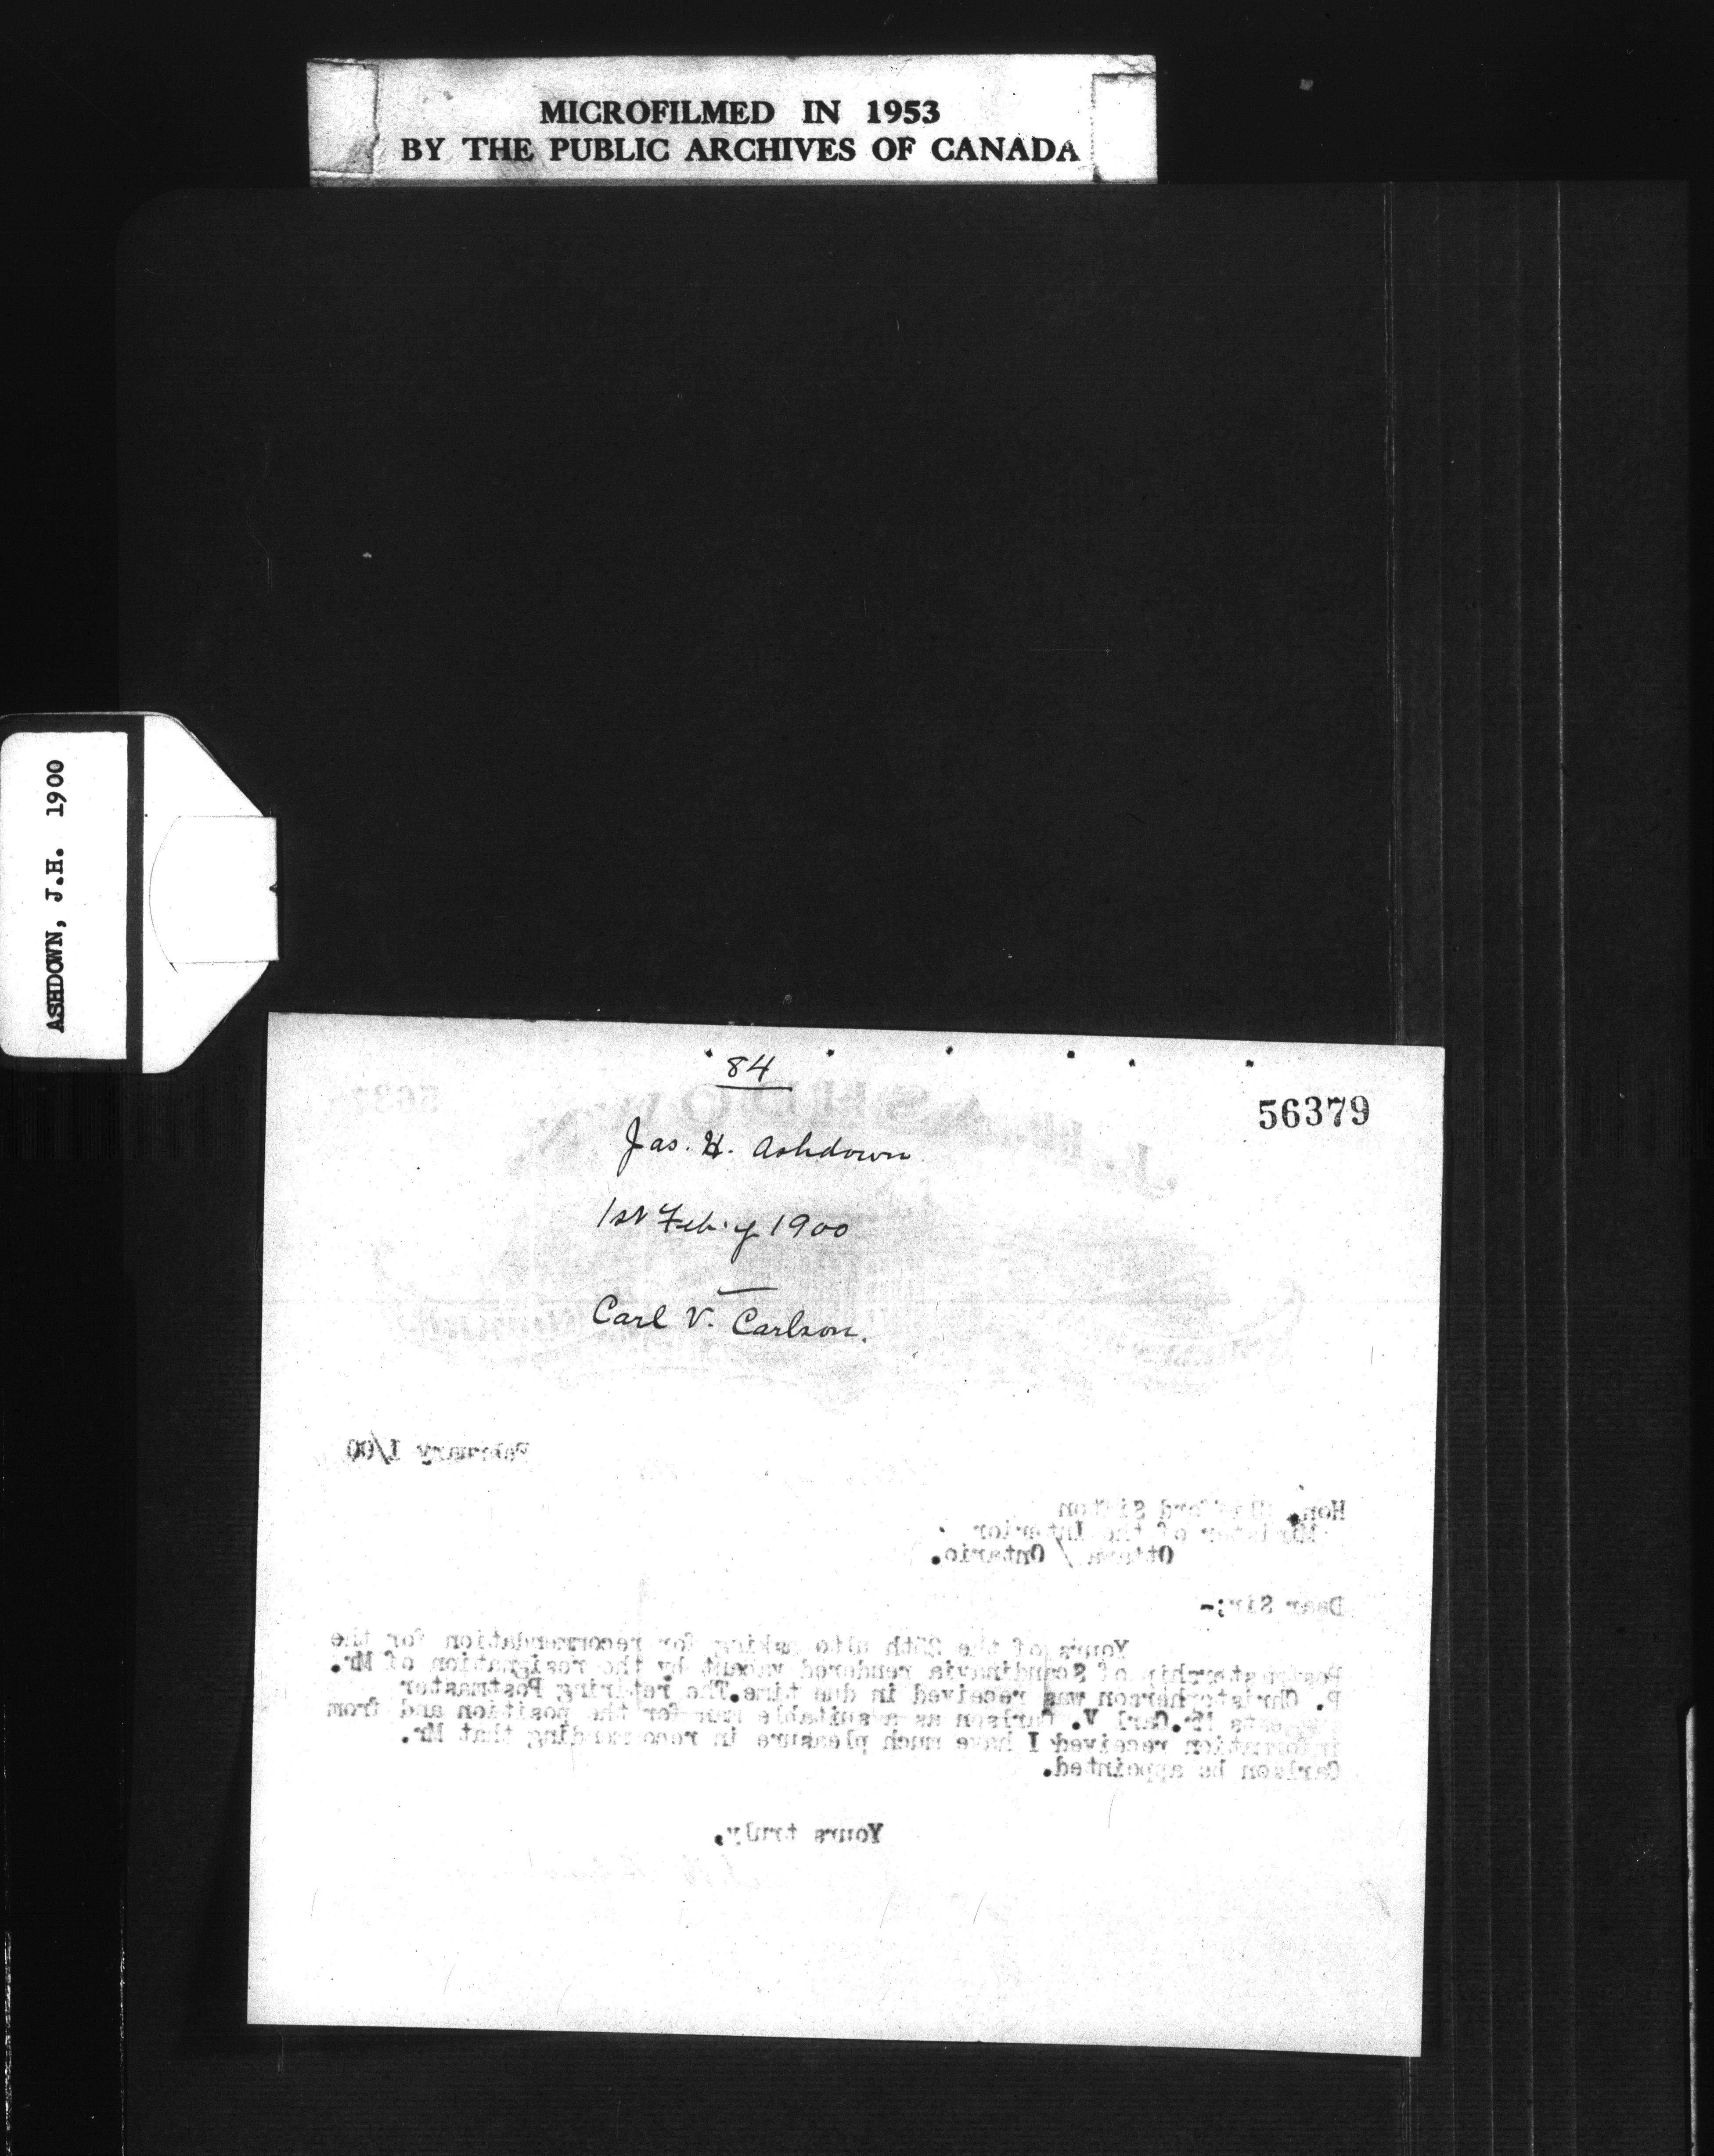 MICROFILMED IN 1953
BY THE PUBLIC ARCHIVES OF CANADA
ASHDOWN, J.H. 1900
84
56379
J. H. ASHDOWN,
Jas. H. Ashdown
1st Feb'y 1900
Carl V. Carlson.
February 1/00
Hon. Clifford Sifton
Minister of the Interior
Ottawa / Ontario.
Dear Sir;-
Yours of the 25th ulto asking for recommendation for the
Postmastership of Scandinavia rendered vacant by the resignation of Mr.
P. Christopherson was received in due time.The retiring Postmaster
suggests Mr.Carl V. Carlson as a suitable man for the position and from
information received I have much pleasure in recommending that Mr.
Carlson be appointed.
Yours truly,